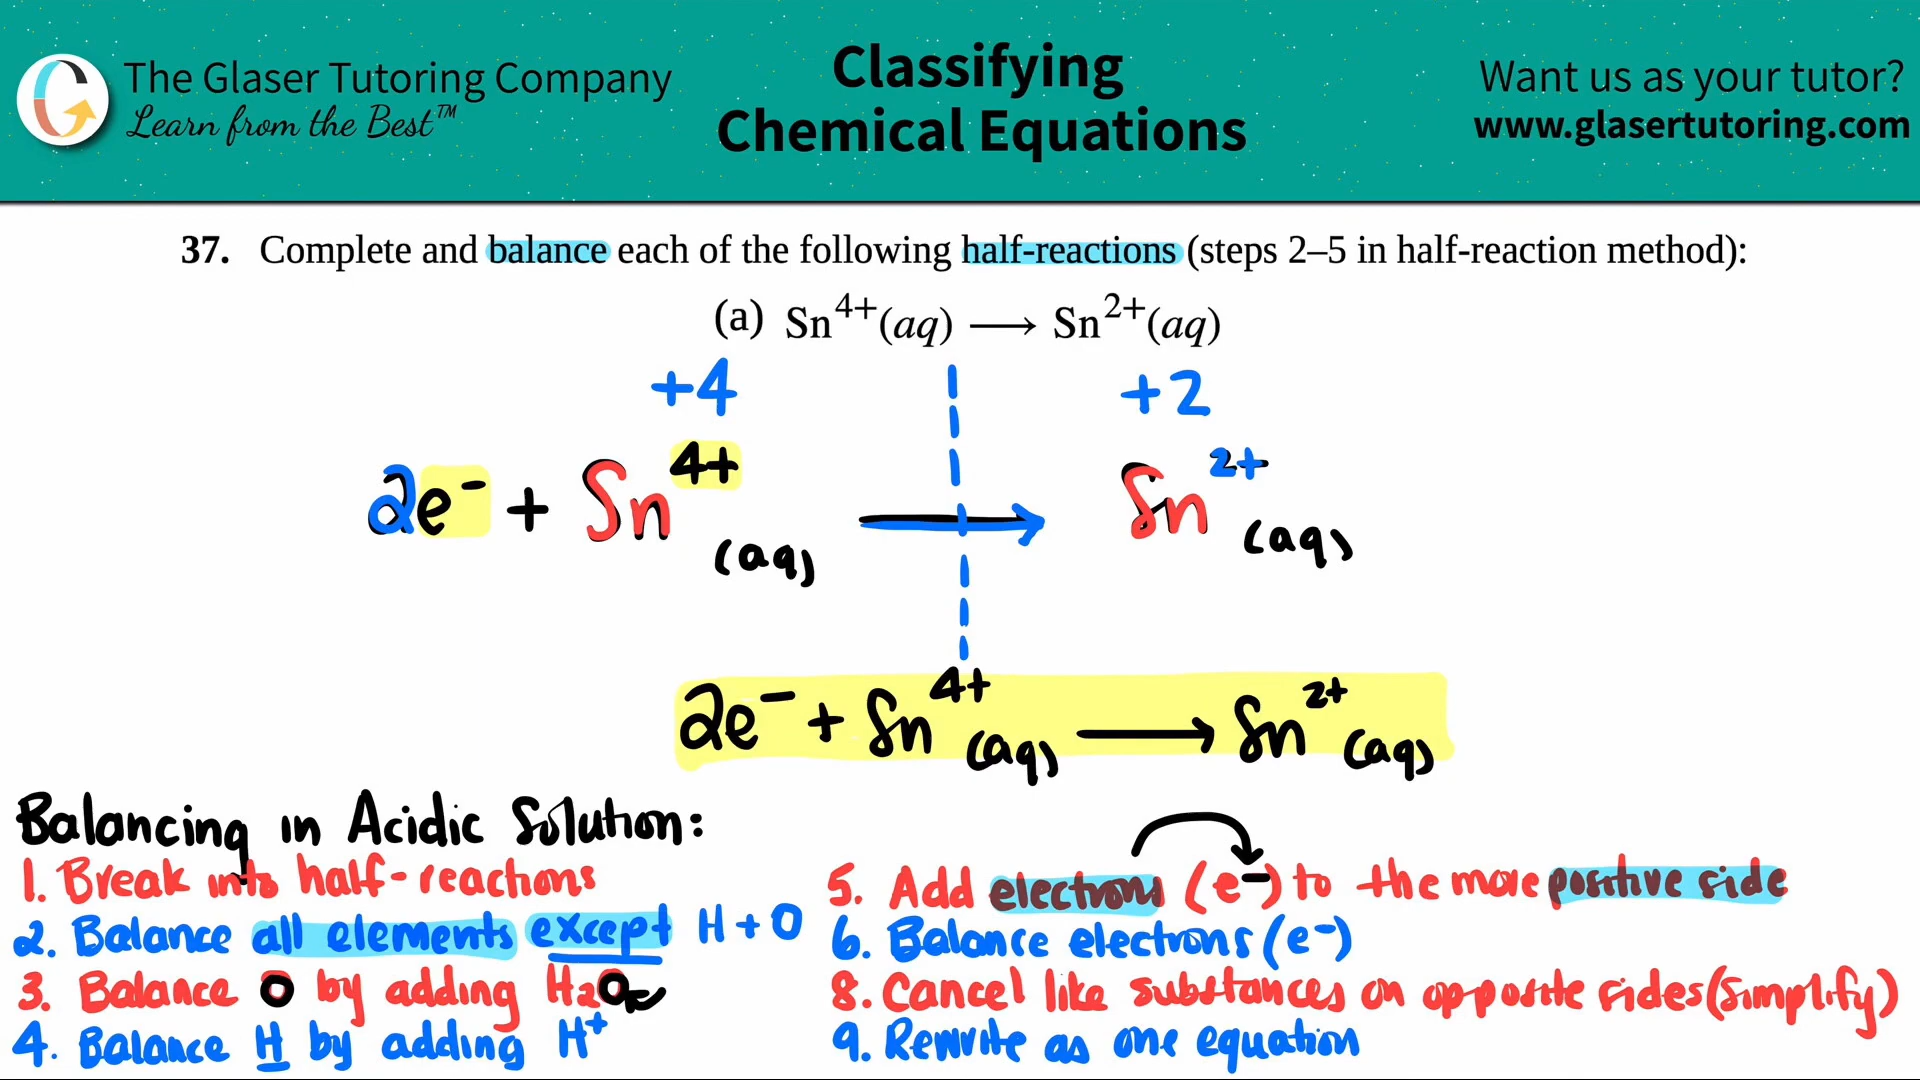 The Glaser Tutoring Company
Learn from the Best™
Classifying
Chemical Equations
Want us as your tutor?
www.glasertutoring.com
37. Complete and balance each of the following half-reactions (steps 2–5 in half-reaction method):
(a) Sn⁴⁺(aq) ⟶ Sn²⁺(aq)
+4 +2
2e⁻ + Sn⁴⁺(aq) → Sn²⁺(aq)
2e⁻ + Sn⁴⁺(aq) → Sn²⁺(aq)
Balancing in Acidic Solution:
1. Break into half-reactions
2. Balance all elements except H + O
3. Balance O by adding H₂O
4. Balance H by adding H⁺
5. Add electrons (e⁻) to the more positive side
6. Balance electrons (e⁻)
8. Cancel like substances on opposite sides (simplify)
9. Rewrite as one equation